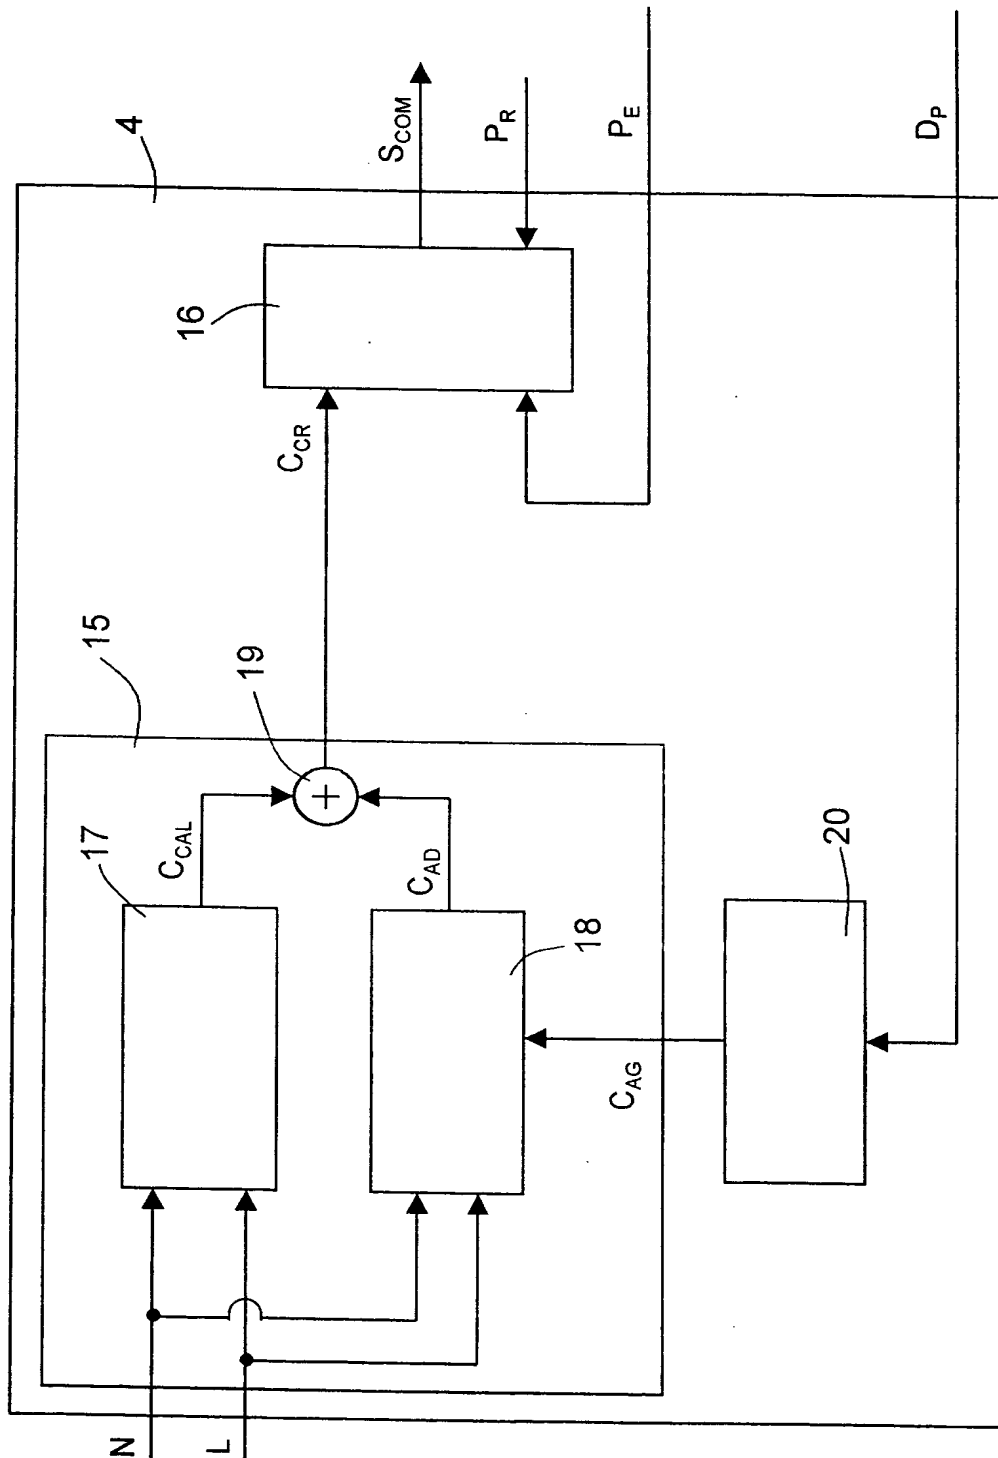 4
S_COM
P_R
P_E
D_P
16
C_CR
15
19
17
C_CAL
C_AD
18
20
C_AG
N
L